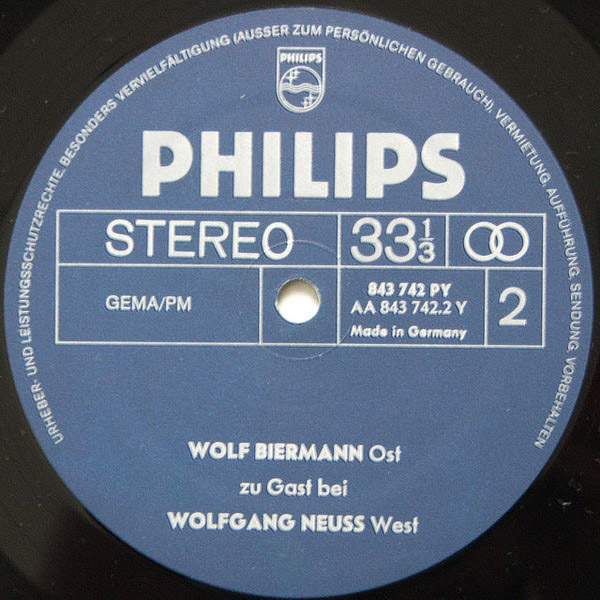 URHEBER- UND LEISTUNGSSCHUTZRECHTE, BESONDERS VERVIELFÄLTIGUNG (AUSSER ZUM PERSÖNLICHEN GEBRAUCH), VERMIETUNG, AUFFÜHRUNG, SENDUNG, VORBEHALTEN
PHILIPS
PHILIPS
STEREO 33⅓
843 742 PY
GEMA/PM AA 843 742.2 Y 2
Made in Germany
WOLF BIERMANN Ost
zu Gast bei
WOLFGANG NEUSS West